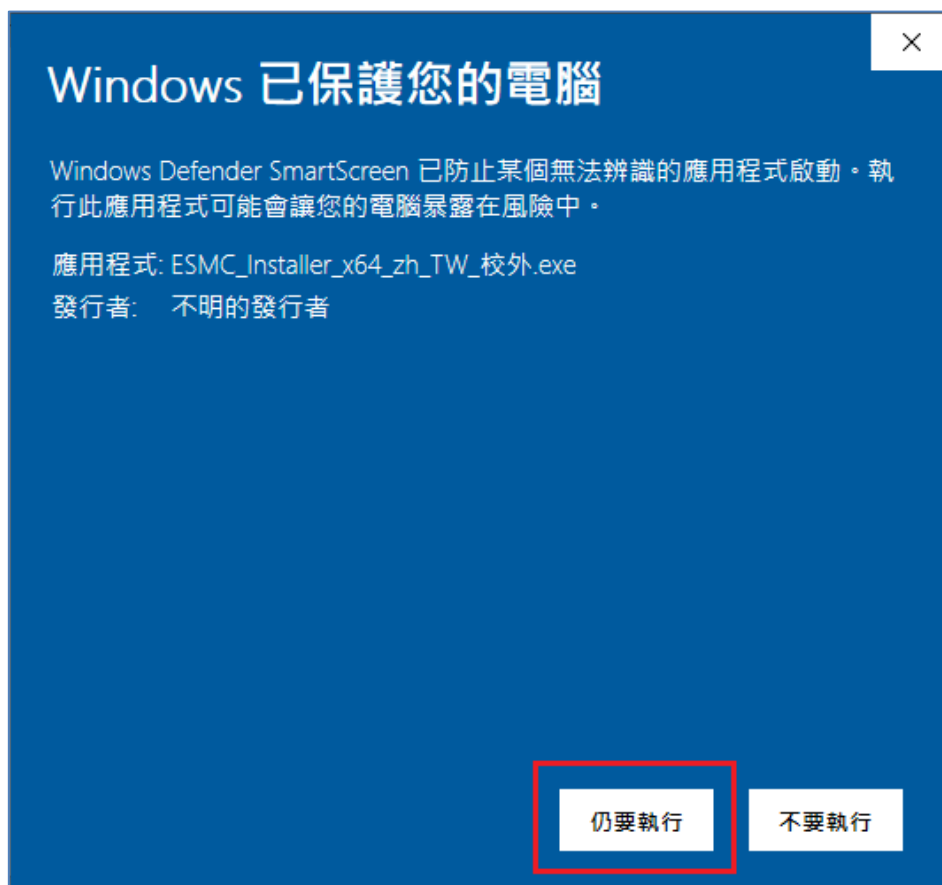 Windows 已保護您的電腦
Windows Defender SmartScreen 已防止某個無法辨識的應用程式啟動。執
行此應用程式可能會讓您的電腦暴露在風險中。
應用程式: ESMC_Installer_x64_zh_TW_校外.exe
發行者: 不明的發行者
仍要執行 不要執行